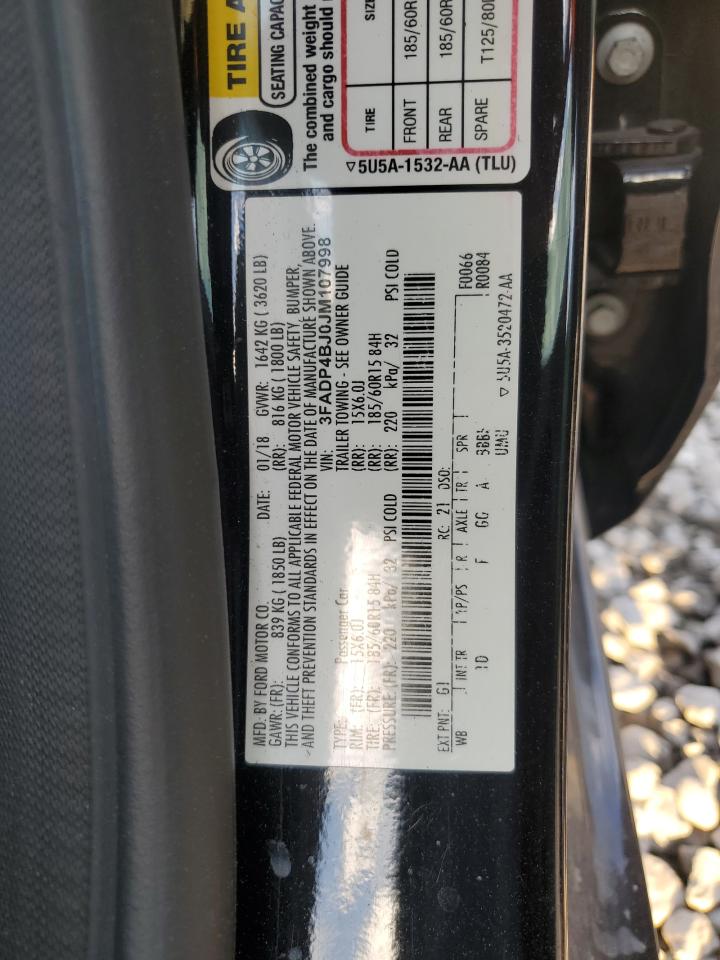 TIRE A
SEATING CAPAC
The combined weight
and cargo should
TIRE SIZ
FRONT 185/60R
REAR 185/60R
SPARE T125/80
▽5U5A-1532-AA (TLU)
MFD. BY FORD MOTOR CO. DATE: 01/18 GVWR: 1642 KG ( 3620 LB)
GAWR: (FR): 839 KG ( 1850 LB) (RR): 816 KG ( 1800 LB)
THIS VEHICLE CONFORMS TO ALL APPLICABLE FEDERAL MOTOR VEHICLE SAFETY, BUMPER,
AND THEFT PREVENTION STANDARDS IN EFFECT ON THE DATE OF MANUFACTURE SHOWN ABOVE.
VIN: 3FADP4BJ0JM107998
TYPE: Passenger Car TRAILER TOWING - SEE OWNER GUIDE
RIM: (FR): 15X6.0J (RR): 15X6.0J
TIRE: (FR): 185/60R15 84H (RR): 185/60R15 84H
PRESSURE: (FR): 220 kPa/ 32 PSI COLD (RR): 220 kPa/ 32 PSI COLD
EXT PNT: G1 RC: 21 DSO: F0066
WB INT TR TP/PS R AXLE TR SPR R0084
F GG A
UMU
▽ 5U5A-3520472-AA